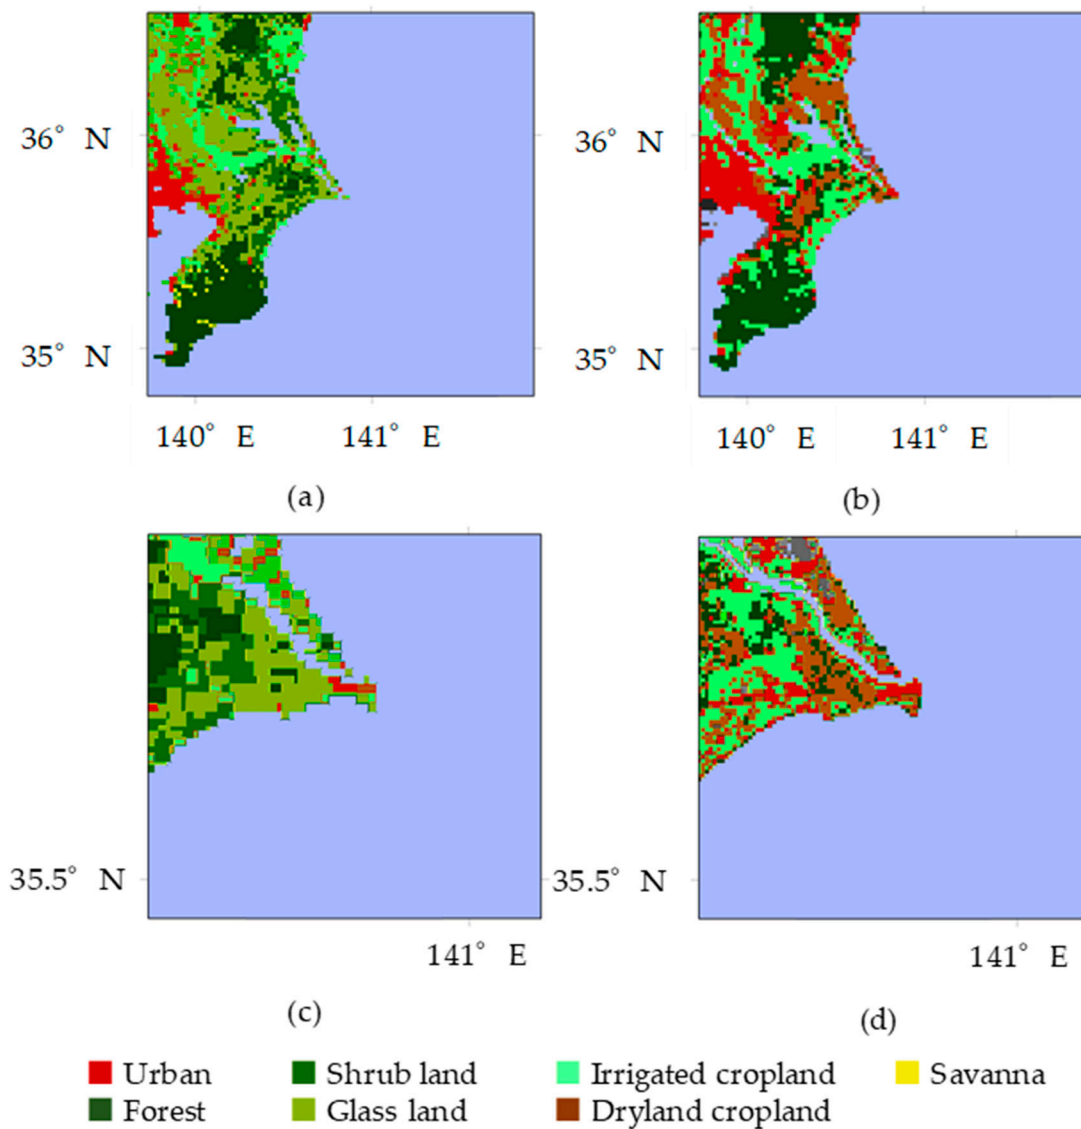 36° N
36° N
35° N
35° N
140° E 141° E
140° E 141° E
(a)
(b)
35.5° N
35.5° N
141° E
141° E
(c)
(d)
Urban Shrub land Irrigated cropland Savanna
Forest Glass land Dryland cropland